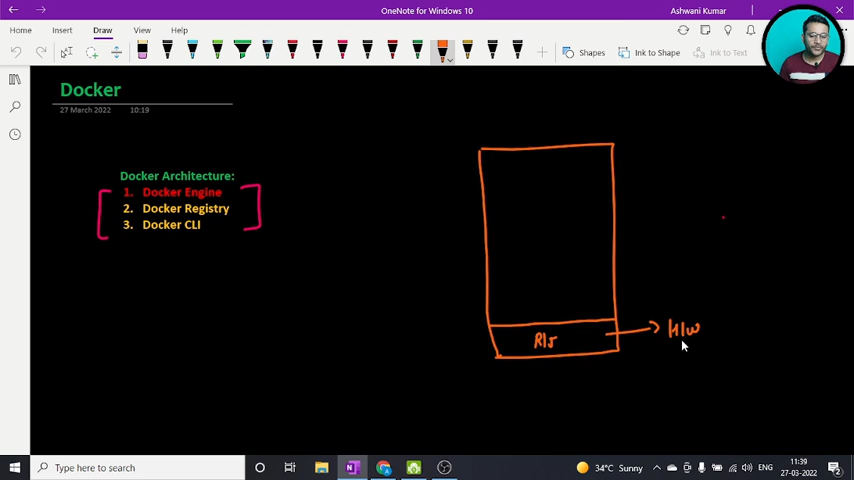 OneNote for Windows 10
Ashwani Kumar
Home Insert Draw View Help
Shapes
Ink to Shape
Ink to Text
Docker
27 March 2022 10:19
Docker Architecture:
1. Docker Engine
2. Docker Registry
3. Docker CLI
H/w
R/s
Type here to search
34°C Sunny
ENG
11:39
27-03-2022
2